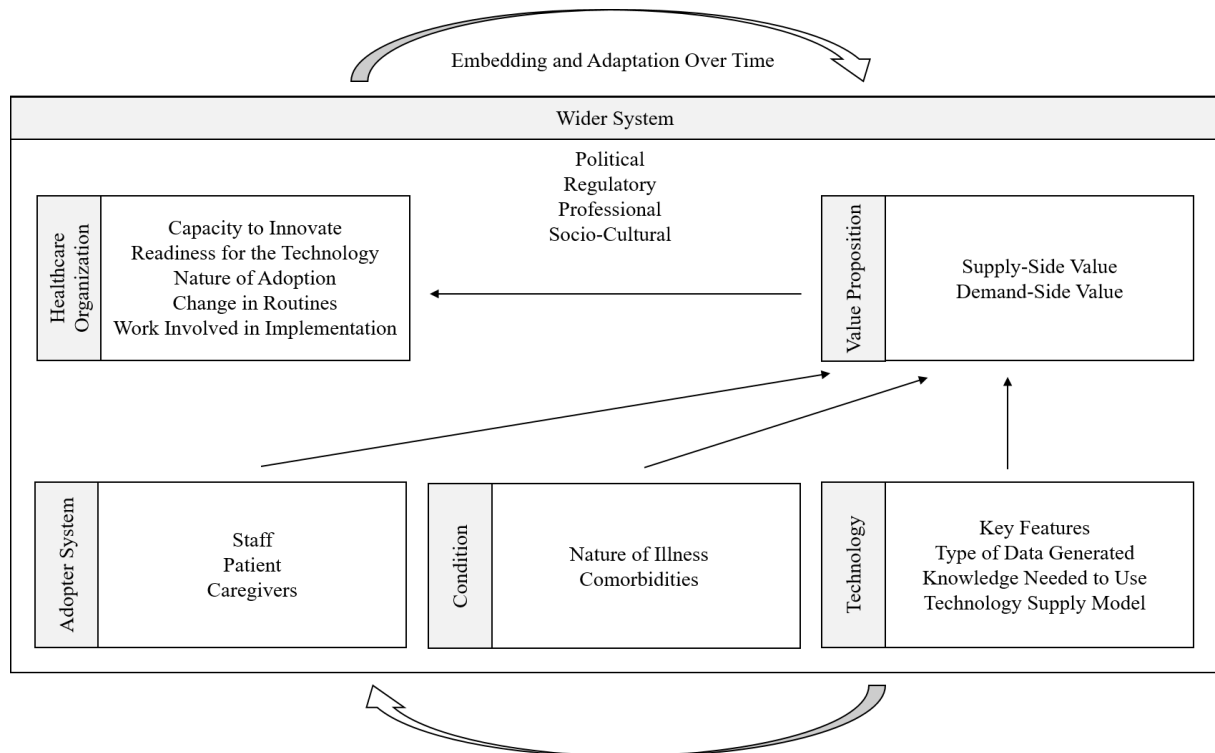 Embedding and Adaptation Over Time
Wider System
Political
Regulatory
Professional
Socio-Cultural
Healthcare
Organization
Capacity to Innovate
Readiness for the Technology
Nature of Adoption
Change in Routines
Work Involved in Implementation
Value Proposition
Supply-Side Value
Demand-Side Value
Adopter System
Staff
Patient
Caregivers
Condition
Nature of Illness
Comorbidities
Technology
Key Features
Type of Data Generated
Knowledge Needed to Use
Technology Supply Model